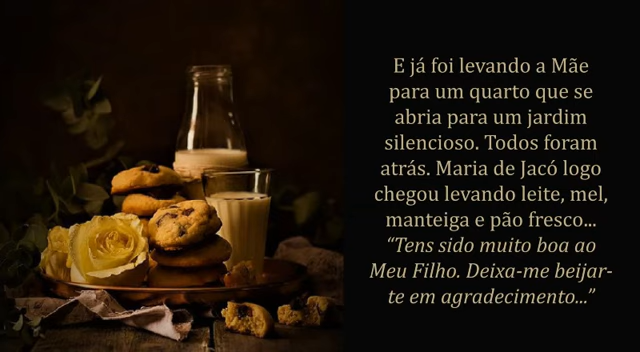 E já foi levando a Mãe
para um quarto que se
abria para um jardim
silencioso. Todos foram
atrás. Maria de Jacó logo
chegou levando leite, mel,
manteiga e pão fresco...
“Tens sido muito boa ao
Meu Filho. Deixa-me beijar-
te em agradecimento...”